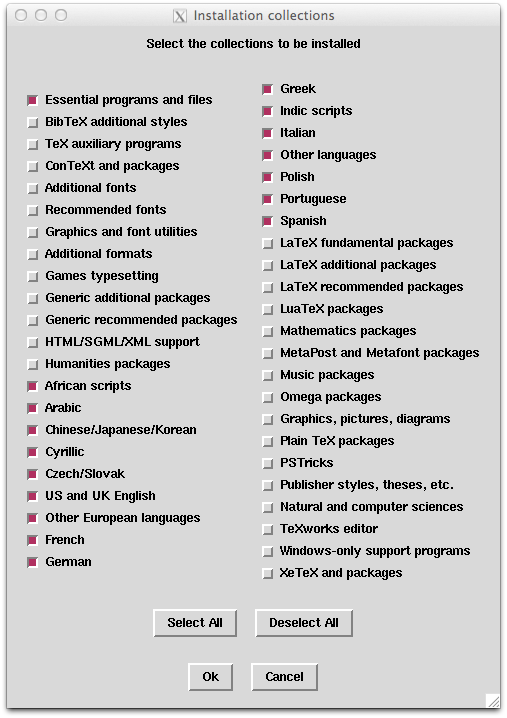 Installation collections
Select the collections to be installed
Essential programs and files
BibTeX additional styles
TeX auxiliary programs
ConTeXt and packages
Additional fonts
Recommended fonts
Graphics and font utilities
Additional formats
Games typesetting
Generic additional packages
Generic recommended packages
HTML/SGML/XML support
Humanities packages
African scripts
Arabic
Chinese/Japanese/Korean
Cyrillic
Czech/Slovak
US and UK English
Other European languages
French
German
Greek
Indic scripts
Italian
Other languages
Polish
Portuguese
Spanish
LaTeX fundamental packages
LaTeX additional packages
LaTeX recommended packages
LuaTeX packages
Mathematics packages
MetaPost and Metafont packages
Music packages
Omega packages
Graphics, pictures, diagrams
Plain TeX packages
PSTricks
Publisher styles, theses, etc.
Natural and computer sciences
TeXworks editor
Windows-only support programs
XeTeX and packages
Select All
Deselect All
Ok
Cancel